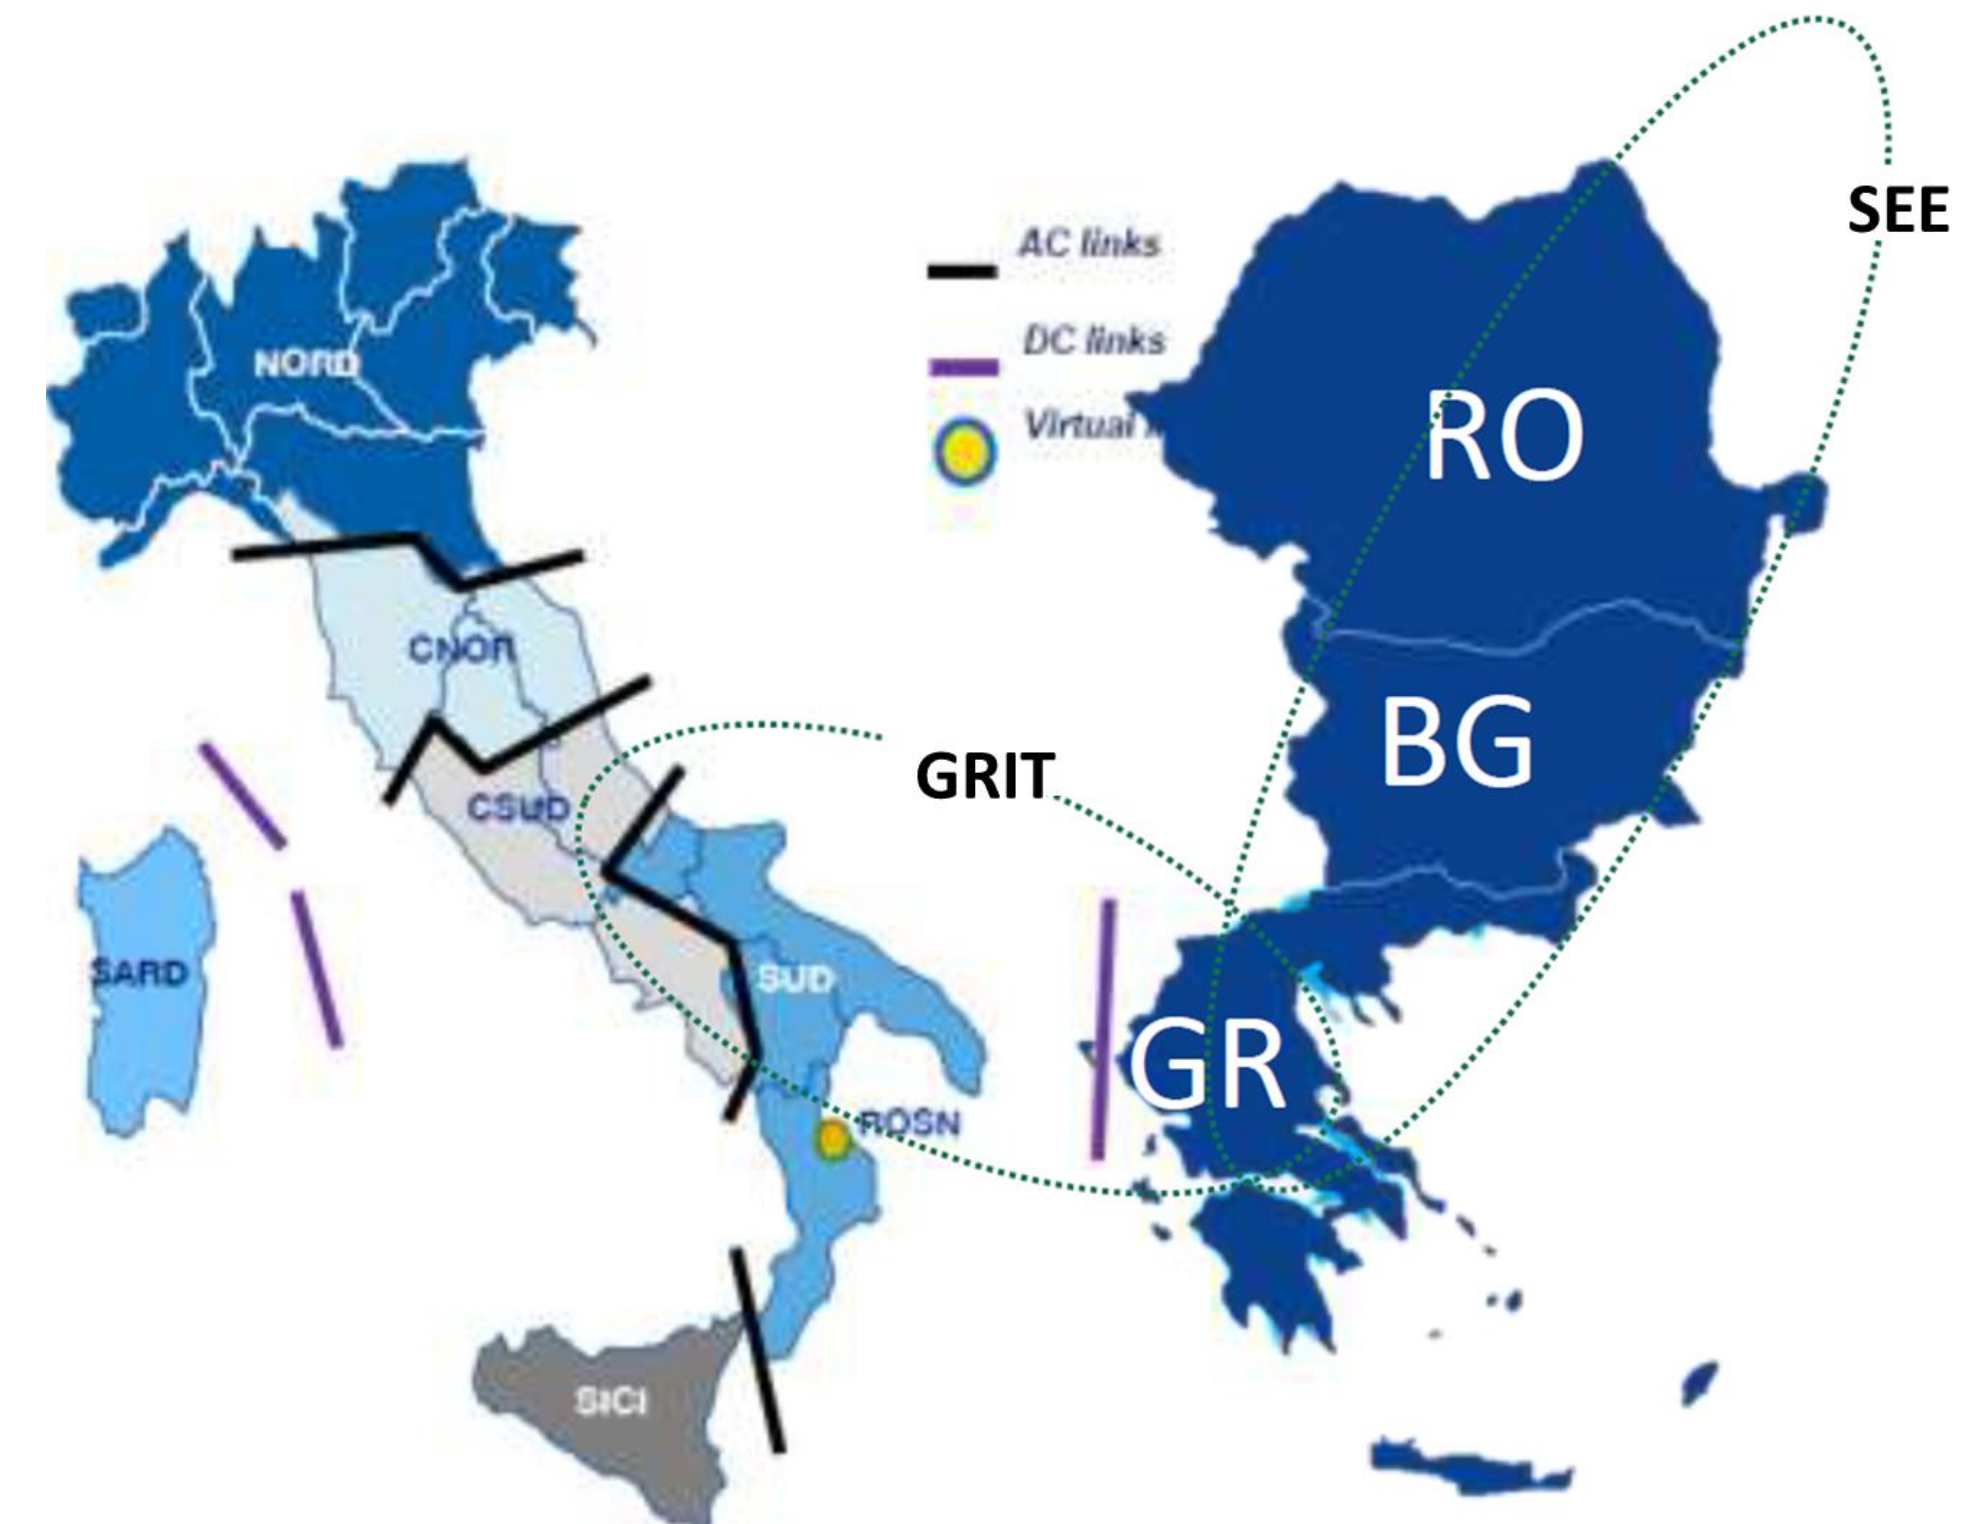 SEE
AC links
DC links
Virtual
NORD
RO
CNOR
BG
GRIT
CSUD
SARD
SUD
GR
ROSN
SICI